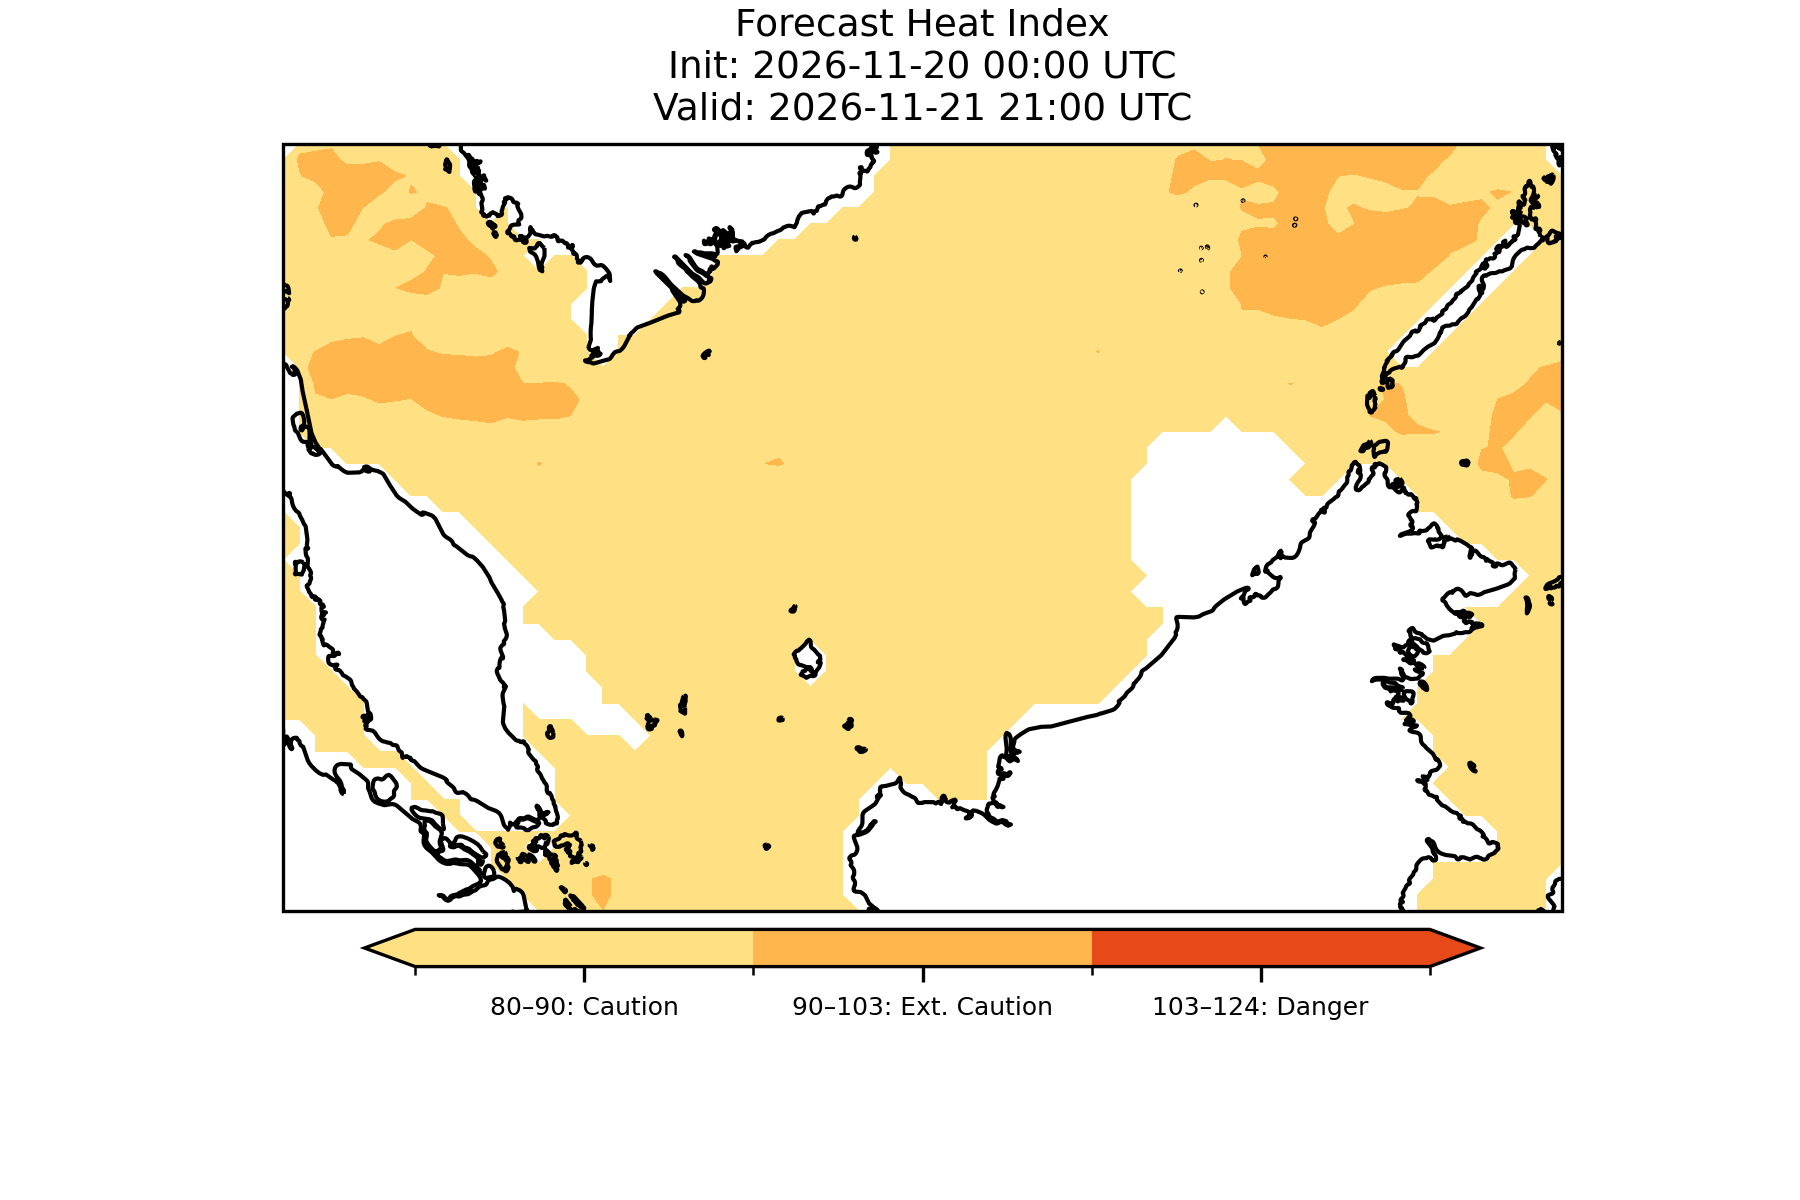 Forecast Heat Index
Init: 2026-11-20 00:00 UTC
Valid: 2026-11-21 21:00 UTC
80–90: Caution
90–103: Ext. Caution
103–124: Danger